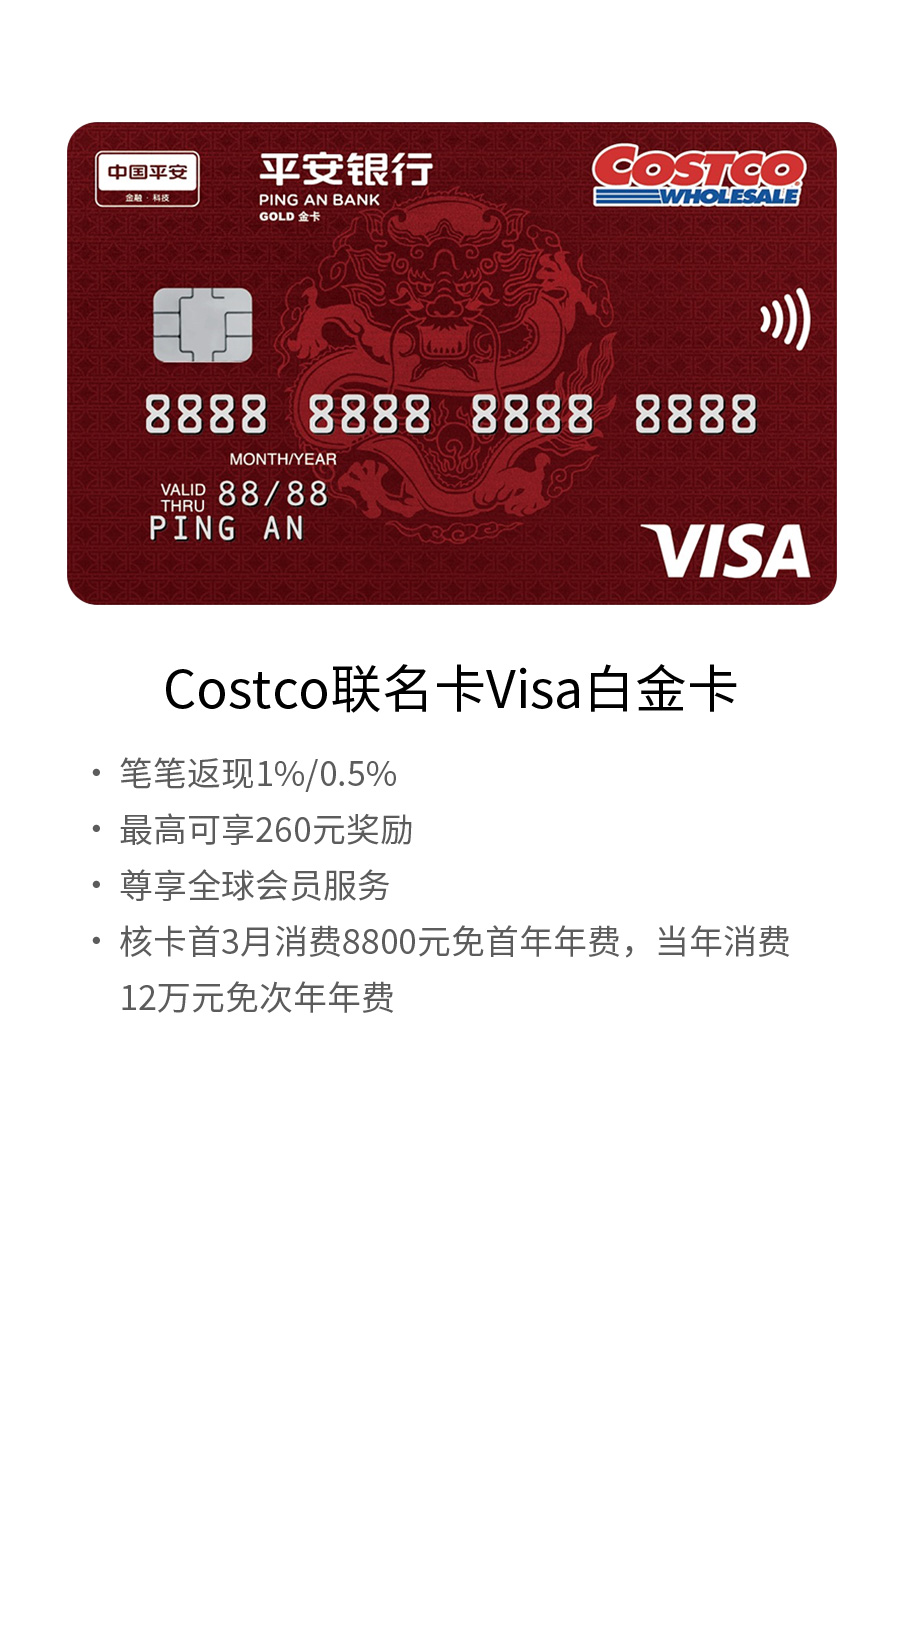 中国平安
金融·科技
平安银行
PING AN BANK
GOLD 金卡
COSTCO
WHOLESALE
8888 8888 8888 8888
MONTH/YEAR
VALID THRU 88/88
PING AN
VISA
Costco联名卡Visa白金卡
·笔笔返现1%/0.5%
·最高可享260元奖励
·尊享全球会员服务
·核卡首3月消费8800元免首年年费，当年消费
12万元免次年年费